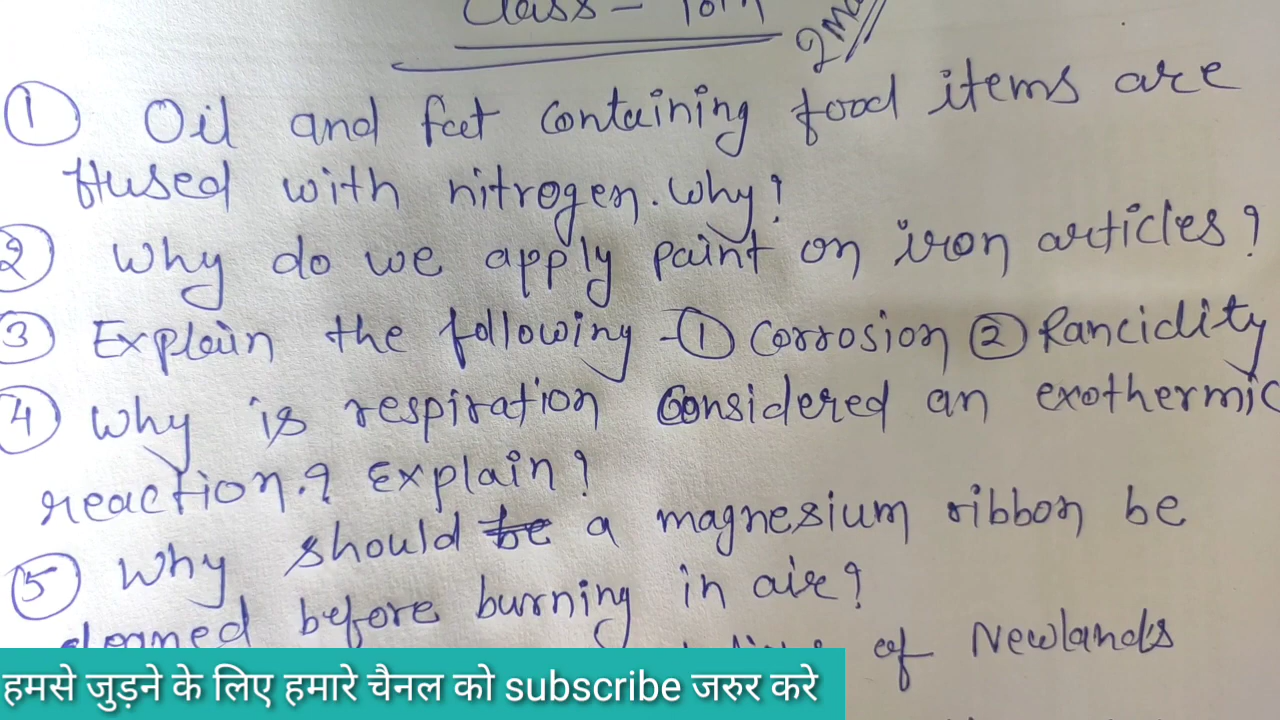 Class - 10th
① Oil and fat containing food items are
flused with nitrogen. Why?
② Why do we apply paint on iron articles?
③ Explain the following - ① Corrosion ② Rancidity
④ Why is respiration Considered an exothermic
reaction.? Explain?
⑤ Why should be a magnesium ribbon be
before burning in air?
of Newlands
हमसे जुड़ने के लिए हमारे चैनल को subscribe जरुर करे